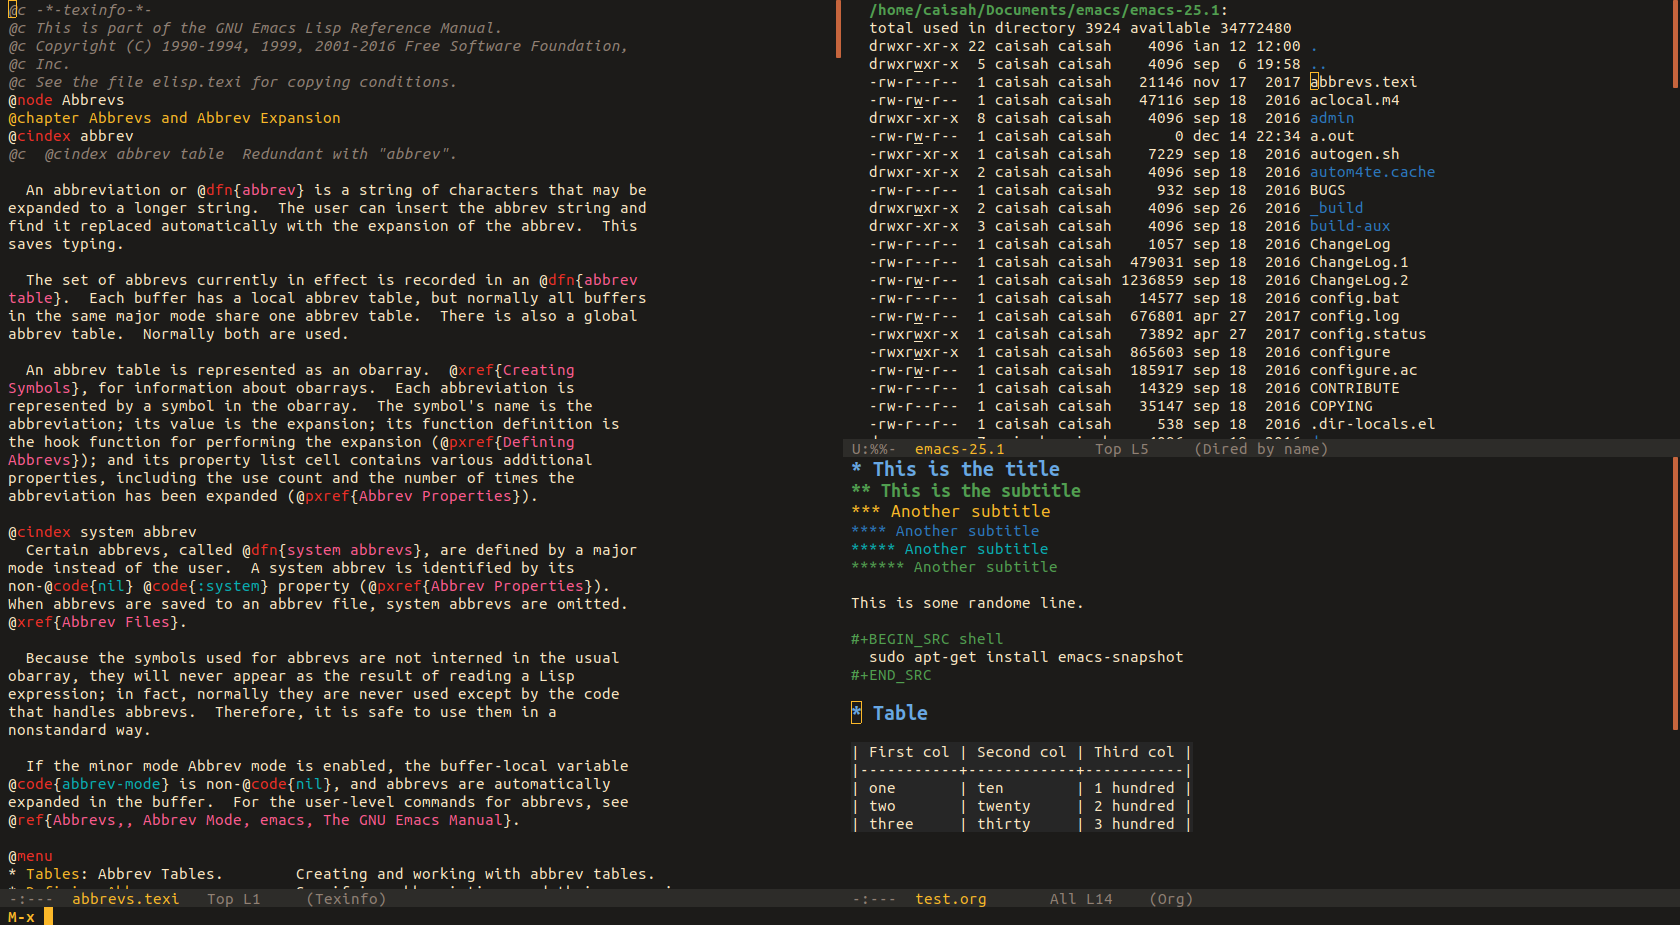 @c -*-texinfo-*-
@c This is part of the GNU Emacs Lisp Reference Manual.
@c Copyright (C) 1990-1994, 1999, 2001-2016 Free Software Foundation,
@c Inc.
@c See the file elisp.texi for copying conditions.
@node Abbrevs
@chapter Abbrevs and Abbrev Expansion
@cindex abbrev
@c  @cindex abbrev table  Redundant with "abbrev".

  An abbreviation or @dfn{abbrev} is a string of characters that may be
expanded to a longer string.  The user can insert the abbrev string and
find it replaced automatically with the expansion of the abbrev.  This
saves typing.

  The set of abbrevs currently in effect is recorded in an @dfn{abbrev
table}.  Each buffer has a local abbrev table, but normally all buffers
in the same major mode share one abbrev table.  There is also a global
abbrev table.  Normally both are used.

  An abbrev table is represented as an obarray.  @xref{Creating
Symbols}, for information about obarrays.  Each abbreviation is
represented by a symbol in the obarray.  The symbol's name is the
abbreviation; its value is the expansion; its function definition is
the hook function for performing the expansion (@pxref{Defining
Abbrevs}); and its property list cell contains various additional
properties, including the use count and the number of times the
abbreviation has been expanded (@pxref{Abbrev Properties}).

@cindex system abbrev
  Certain abbrevs, called @dfn{system abbrevs}, are defined by a major
mode instead of the user.  A system abbrev is identified by its
non-@code{nil} @code{:system} property (@pxref{Abbrev Properties}).
When abbrevs are saved to an abbrev file, system abbrevs are omitted.
@xref{Abbrev Files}.

  Because the symbols used for abbrevs are not interned in the usual
obarray, they will never appear as the result of reading a Lisp
expression; in fact, normally they are never used except by the code
that handles abbrevs.  Therefore, it is safe to use them in a
nonstandard way.

  If the minor mode Abbrev mode is enabled, the buffer-local variable
@code{abbrev-mode} is non-@code{nil}, and abbrevs are automatically
expanded in the buffer.  For the user-level commands for abbrevs, see
@ref{Abbrevs,, Abbrev Mode, emacs, The GNU Emacs Manual}.

@menu
* Tables: Abbrev Tables.        Creating and working with abbrev tables.
-:---  abbrevs.texi   Top L1     (Texinfo)
M-x
/home/caisah/Documents/emacs/emacs-25.1:
total used in directory 3924 available 34772480
drwxr-xr-x 22 caisah caisah    4096 ian 12 12:00 .
drwxrwxr-x  5 caisah caisah    4096 sep  6 19:58 ..
-rw-r--r--  1 caisah caisah   21146 nov 17  2017 abbrevs.texi
-rw-rw-r--  1 caisah caisah   47116 sep 18  2016 aclocal.m4
drwxr-xr-x  8 caisah caisah    4096 sep 18  2016 admin
-rw-rw-r--  1 caisah caisah       0 dec 14 22:34 a.out
-rwxr-xr-x  1 caisah caisah    7229 sep 18  2016 autogen.sh
drwxr-xr-x  2 caisah caisah    4096 sep 18  2016 autom4te.cache
-rw-r--r--  1 caisah caisah     932 sep 18  2016 BUGS
drwxrwxr-x  2 caisah caisah    4096 sep 26  2016 _build
drwxr-xr-x  3 caisah caisah    4096 sep 18  2016 build-aux
-rw-r--r--  1 caisah caisah    1057 sep 18  2016 ChangeLog
-rw-r--r--  1 caisah caisah  479031 sep 18  2016 ChangeLog.1
-rw-rw-r--  1 caisah caisah 1236859 sep 18  2016 ChangeLog.2
-rw-r--r--  1 caisah caisah   14577 sep 18  2016 config.bat
-rw-rw-r--  1 caisah caisah  676801 apr 27  2017 config.log
-rwxrwxr-x  1 caisah caisah   73892 apr 27  2017 config.status
-rwxrwxr-x  1 caisah caisah  865603 sep 18  2016 configure
-rw-rw-r--  1 caisah caisah  185917 sep 18  2016 configure.ac
-rw-r--r--  1 caisah caisah   14329 sep 18  2016 CONTRIBUTE
-rw-r--r--  1 caisah caisah   35147 sep 18  2016 COPYING
-rw-r--r--  1 caisah caisah     538 sep 18  2016 .dir-locals.el
U:%%-  emacs-25.1          Top L5     (Dired by name)
* This is the title
** This is the subtitle
*** Another subtitle
**** Another subtitle
***** Another subtitle
****** Another subtitle

This is some randome line.

#+BEGIN_SRC shell
  sudo apt-get install emacs-snapshot
#+END_SRC

* Table

| First col | Second col | Third col |
|-----------+------------+-----------|
| one       | ten        | 1 hundred |
| two       | twenty     | 2 hundred |
| three     | thirty     | 3 hundred |
-:---  test.org       All L14    (Org)